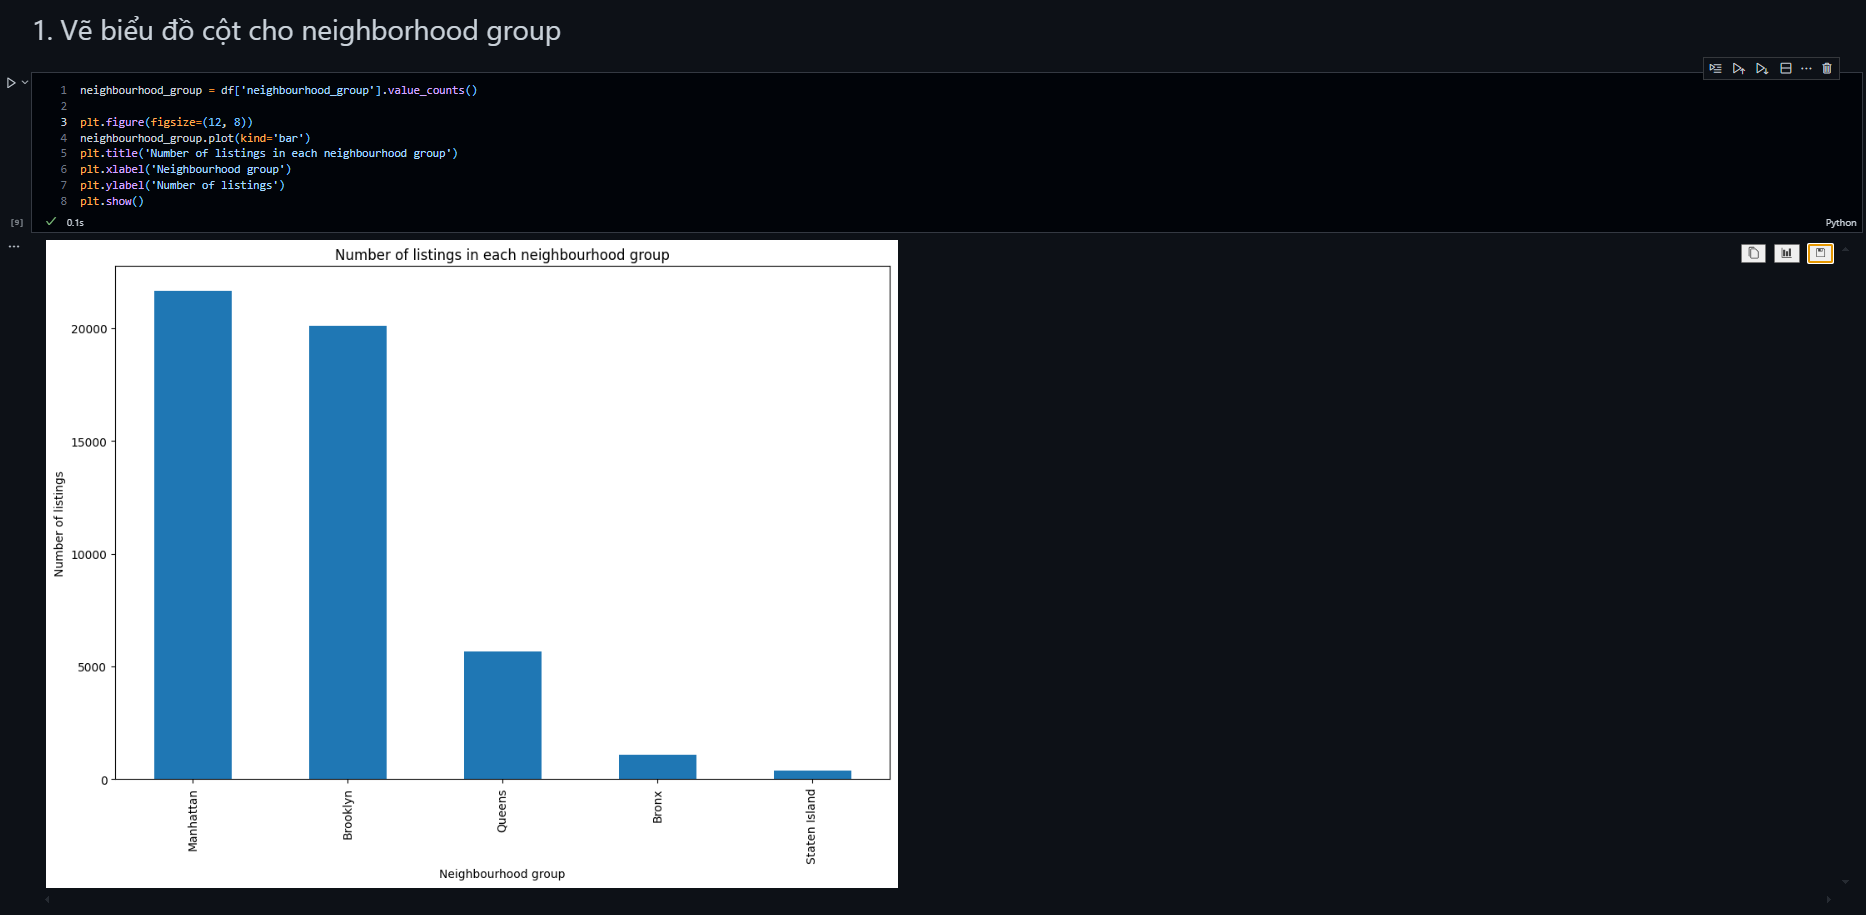 1. Vẽ biểu đồ cột cho neighborhood group
1 neighbourhood_group = df['neighbourhood_group'].value_counts()
2
3 plt.figure(figsize=(12, 8))
4 neighbourhood_group.plot(kind='bar')
5 plt.title('Number of listings in each neighbourhood group')
6 plt.xlabel('Neighbourhood group')
7 plt.ylabel('Number of listings')
8 plt.show()
[9] 0.1s Python
Number of listings in each neighbourhood group
Number of listings
20000
15000
10000
5000
0
Manhattan
Brooklyn
Queens
Bronx
Staten Island
Neighbourhood group